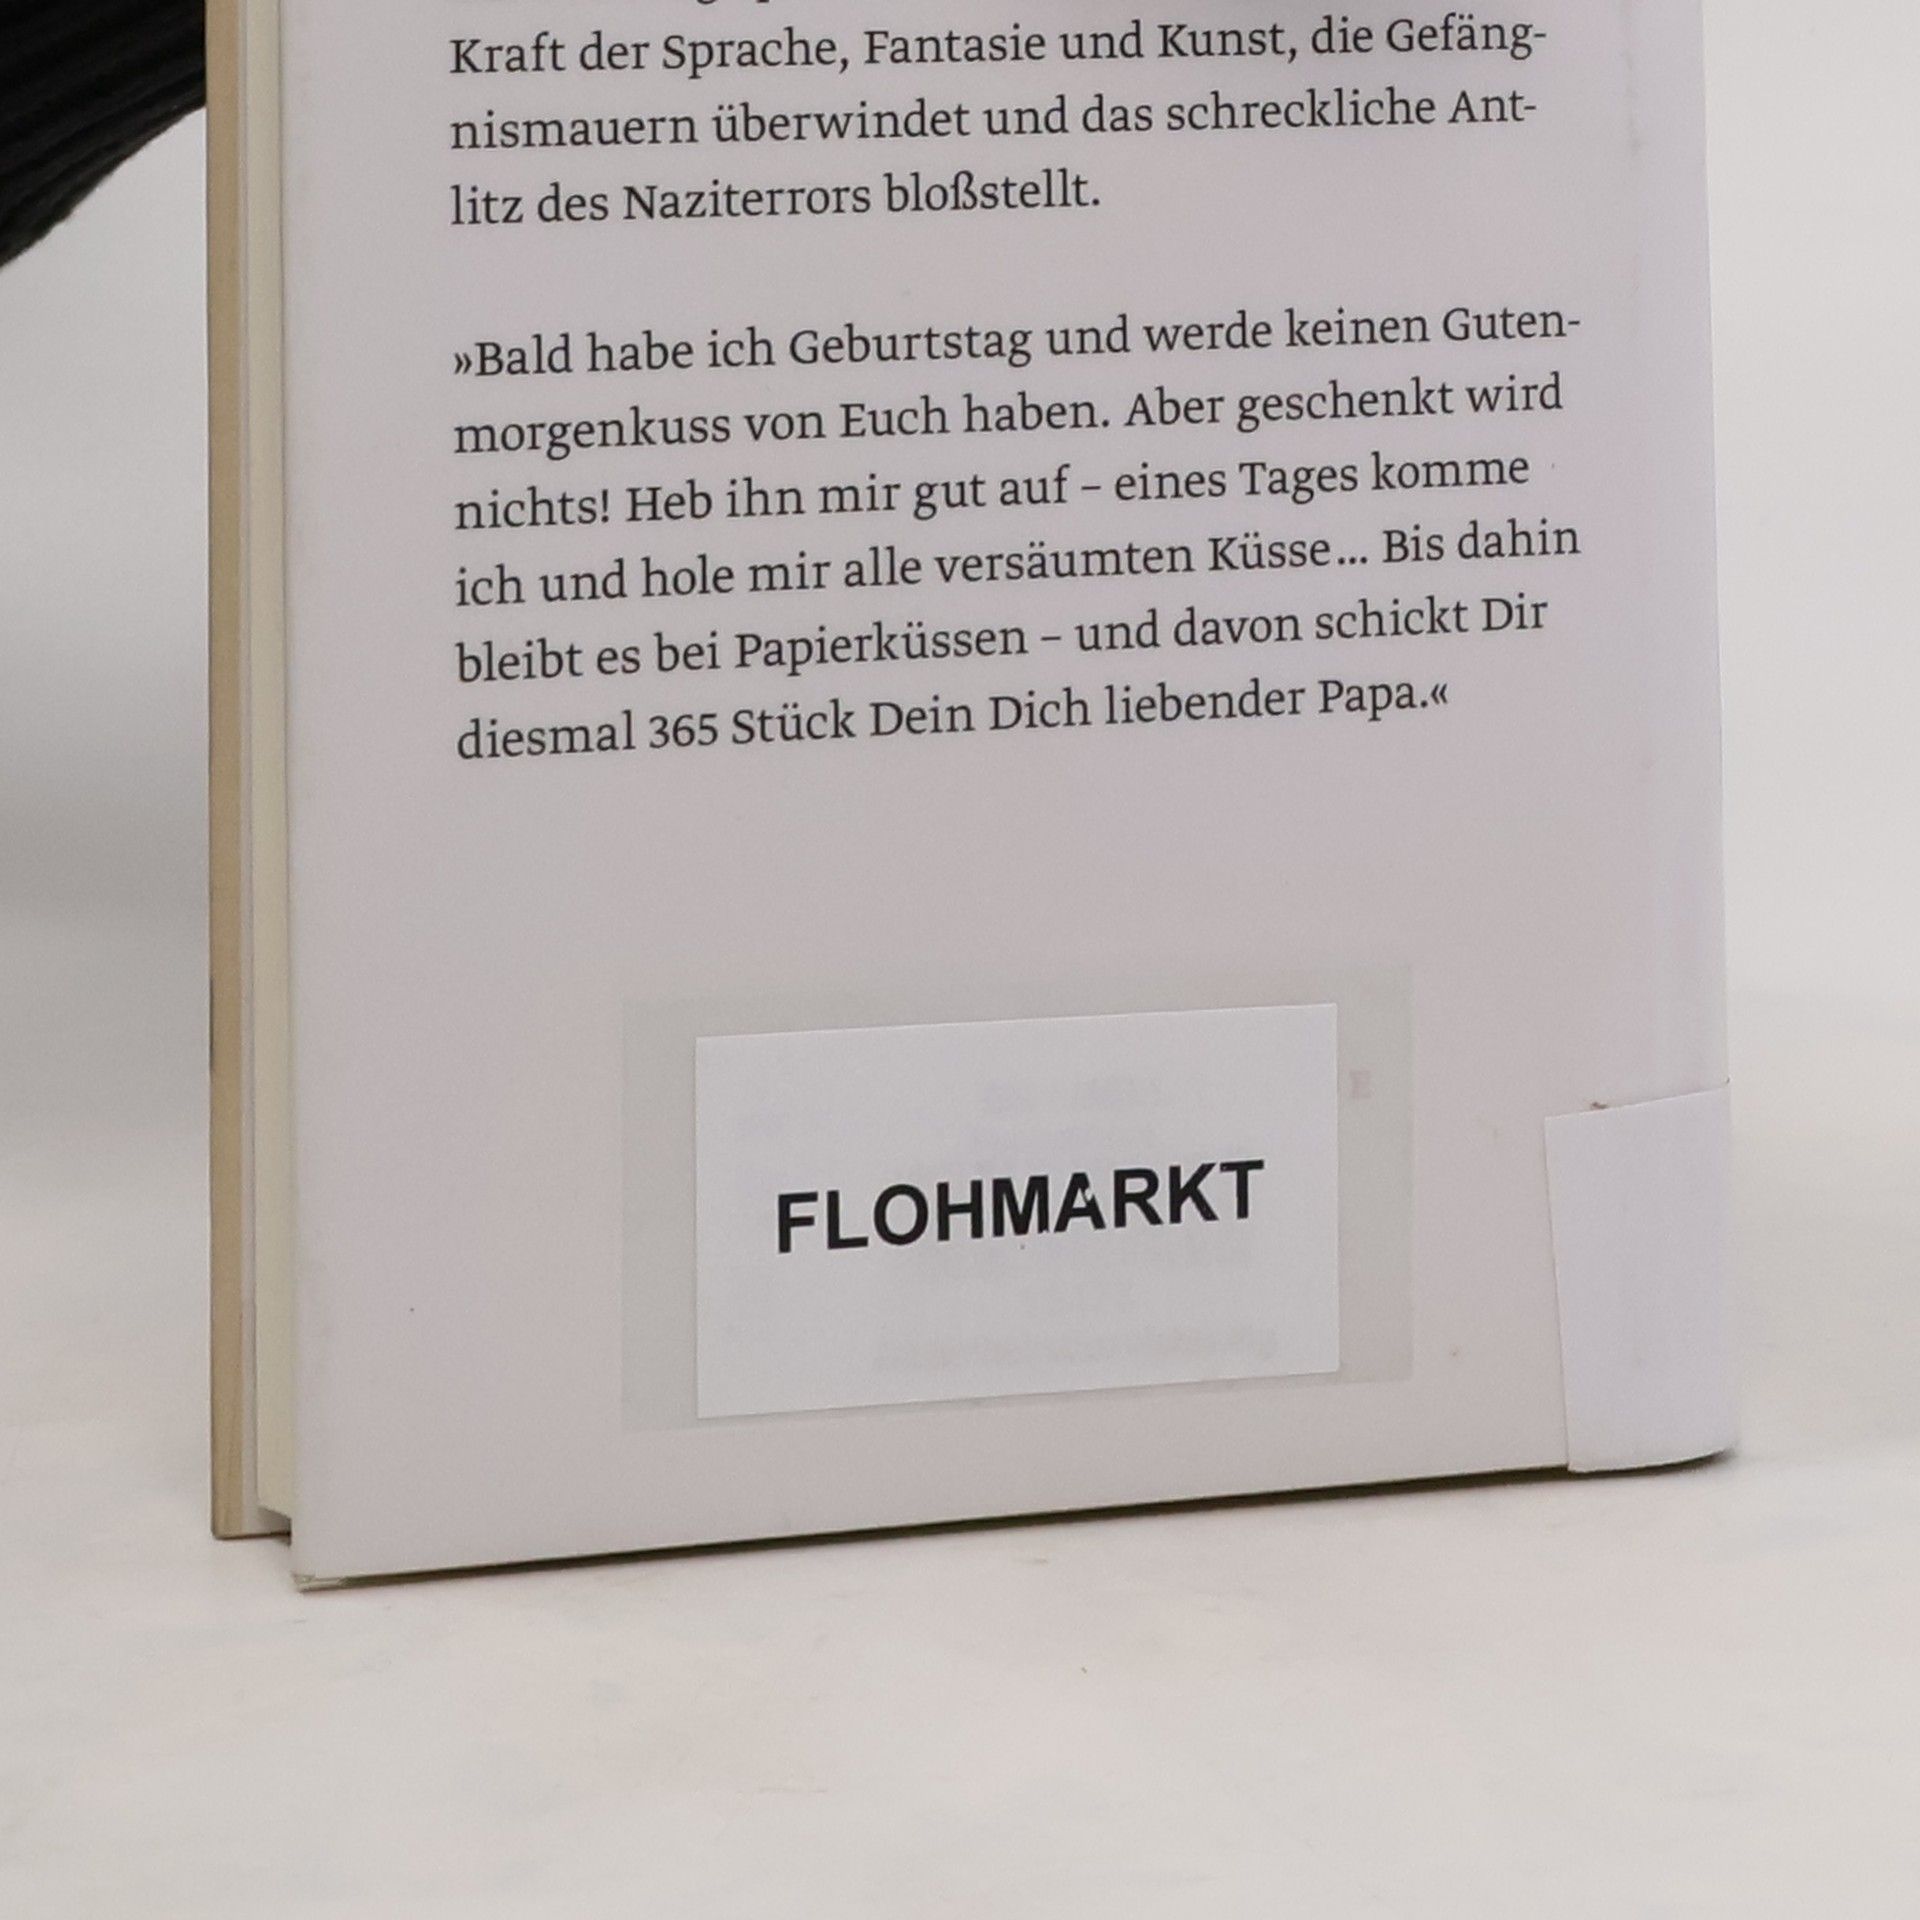 Kraft der Sprache, Fantasie und Kunst, die Gefäng-
nismauern überwindet und das schreckliche Ant-
litz des Naziterrors bloßstellt.
»Bald habe ich Geburtstag und werde keinen Guten-
morgenkuss von Euch haben. Aber geschenkt wird
nichts! Heb ihn mir gut auf – eines Tages komme
ich und hole mir alle versäumten Küsse... Bis dahin
bleibt es bei Papierküssen – und davon schickt Dir
diesmal 365 Stück Dein Dich liebender Papa.«
FLOHMARKT